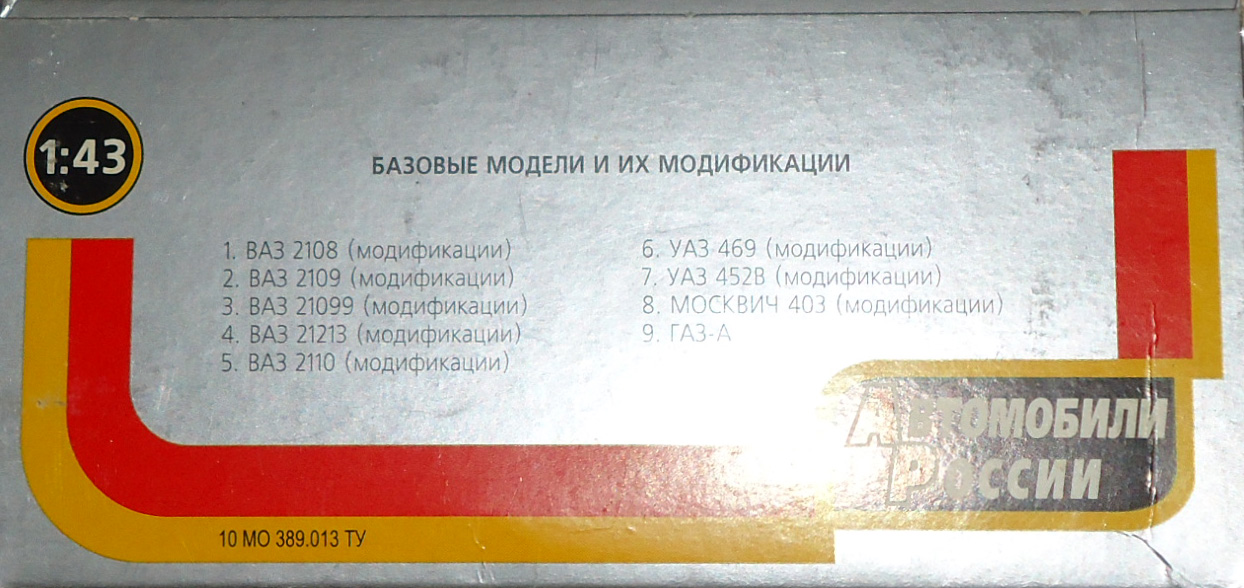 1:43
БАЗОВЫЕ МОДЕЛИ И ИХ МОДИФИКАЦИИ
1. ВАЗ 2108 (модификации)
2. ВАЗ 2109 (модификации)
3. ВАЗ 21099 (модификации)
4. ВАЗ 21213 (модификации)
5. ВАЗ 2110 (модификации)
6. УАЗ 469 (модификации)
7. УАЗ 452В (модификации)
8. МОСКВИЧ 403 (модификации)
9. ГАЗ-А
АВТОМОБИЛИ
РОССИИ
10 МО 389.013 ТУ